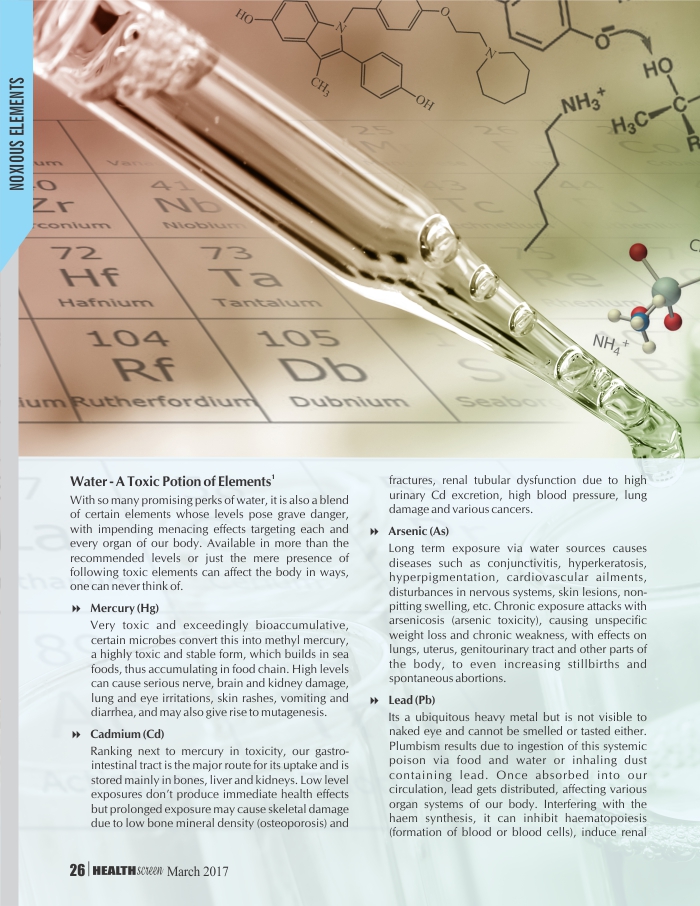 NOXIOUS ELEMENTS
HO
N
O
N
CH3
OH
O-
HO
C
H3C
R
NH3+
NH4+
25
26
40
Zr
41
Nb
Niobium
43
Tc
44
72
Hf
Hafnium
73
Ta
Tantalum
Re
104
Rf
Rutherfordium
105
Db
Dubnium
Water - A Toxic Potion of Elements1
With so many promising perks of water, it is also a blend
of certain elements whose levels pose grave danger,
with impending menacing effects targeting each and
every organ of our body. Available in more than the
recommended levels or just the mere presence of
following toxic elements can affect the body in ways,
one can never think of.
Mercury (Hg)
Very toxic and exceedingly bioaccumulative,
certain microbes convert this into methyl mercury,
a highly toxic and stable form, which builds in sea
foods, thus accumulating in food chain. High levels
can cause serious nerve, brain and kidney damage,
lung and eye irritations, skin rashes, vomiting and
diarrhea, and may also give rise to mutagenesis.
Cadmium (Cd)
Ranking next to mercury in toxicity, our gastro-
intestinal tract is the major route for its uptake and is
stored mainly in bones, liver and kidneys. Low level
exposures don't produce immediate health effects
but prolonged exposure may cause skeletal damage
due to low bone mineral density (osteoporosis) and
fractures, renal tubular dysfunction due to high
urinary Cd excretion, high blood pressure, lung
damage and various cancers.
Arsenic (As)
Long term exposure via water sources causes
diseases such as conjunctivitis, hyperkeratosis,
hyperpigmentation, cardiovascular ailments,
disturbances in nervous systems, skin lesions, non-
pitting swelling, etc. Chronic exposure attacks with
arsenicosis (arsenic toxicity), causing unspecific
weight loss and chronic weakness, with effects on
lungs, uterus, genitourinary tract and other parts of
the body, to even increasing stillbirths and
spontaneous abortions.
Lead (Pb)
Its a ubiquitous heavy metal but is not visible to
naked eye and cannot be smelled or tasted either.
Plumbism results due to ingestion of this systemic
poison via food and water or inhaling dust
containing lead. Once absorbed into our
circulation, lead gets distributed, affecting various
organ systems of our body. Interfering with the
haem synthesis, it can inhibit haematopoiesis
(formation of blood or blood cells), induce renal
26 | HEALTHscreen March 2017